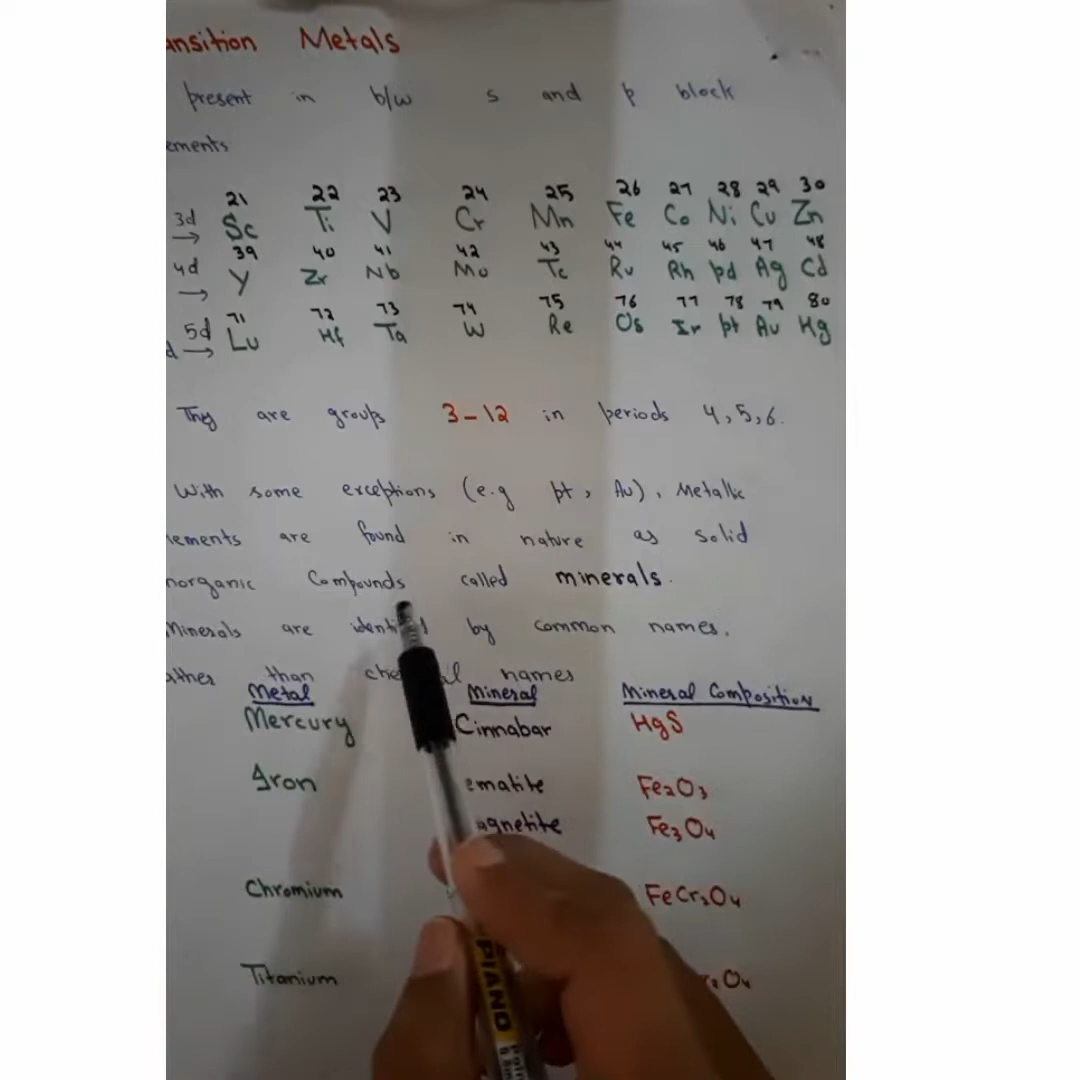 ansition Metals
present in b/w s and p block
ements
21 22 23 24 25 26 27 28 29 30
3d Sc Ti V Cr Mn Fe Co Ni Cu Zn
39 40 41 42 43 44 45 46 47 48
4d Y Zr Nb Mo Tc Ru Rh pd Ag Cd
71 72 73 74 75 76 77 78 79 80
5d Lu Hf Ta W Re Os Ir pt Au Hg
They are groups 3-12 in periods 4,5,6.
With some exceptions (e.g pt, Au), Metallic
ements are found in nature as solid
norganic Compounds called minerals.
Minerals are by common names.
ather than names
Metal Mineral Mineral Composition
Mercury Cinnabar HgS
Iron ematite Fe2O3
agnetite Fe3O4
Chromium FeCr2O4
Titanium O4
PIANO
Point